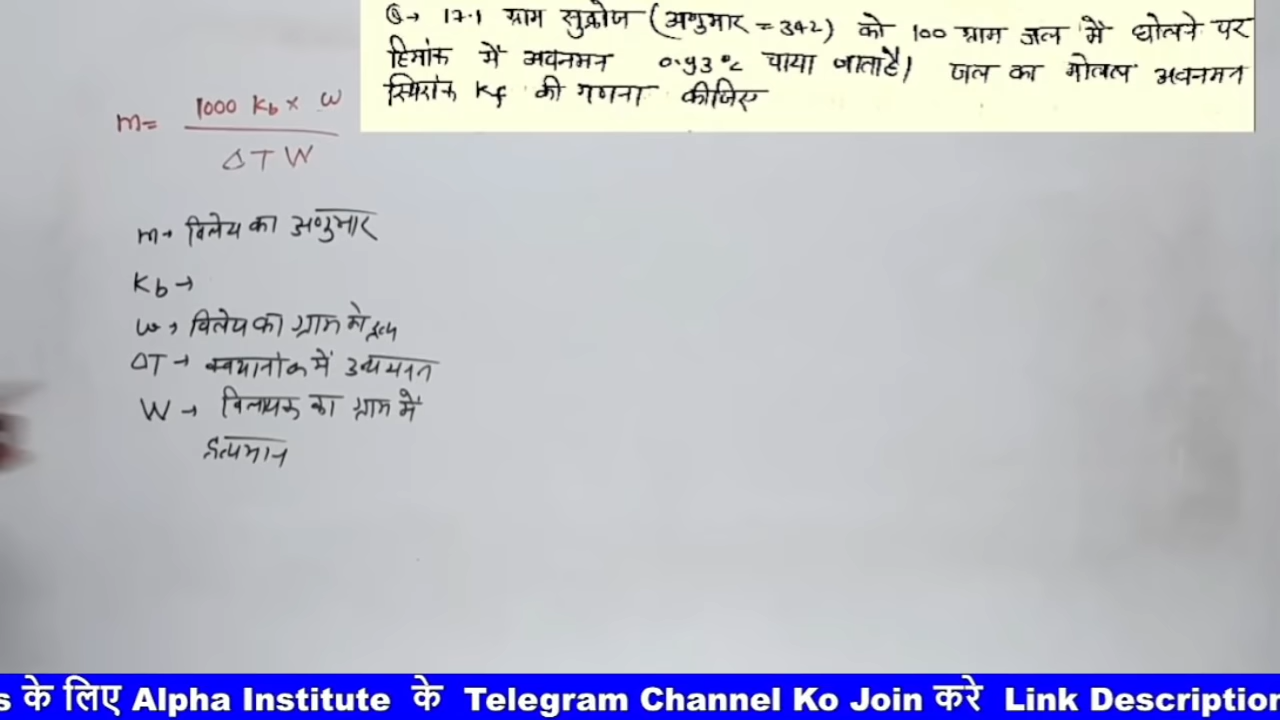 Q→ 17.1 ग्राम सुक्रोज (अणुभार = 342) को 100 ग्राम जल में घोलने पर
हिमांक में अवनमन 0.93 °C पाया जाता है। जल का मोलल अवनमन
स्थिरांक Kf की गणना कीजिए
m= 1000 Kb × w
ΔT W
m→ विलेय का अणुभार
Kb →
w → विलेय का ग्राम में
ΔT → क्वथनांक में उन्नयन
W → विलायक का ग्राम में
द्रव्यमान
s के लिए Alpha Institute के Telegram Channel Ko Join करे Link Description